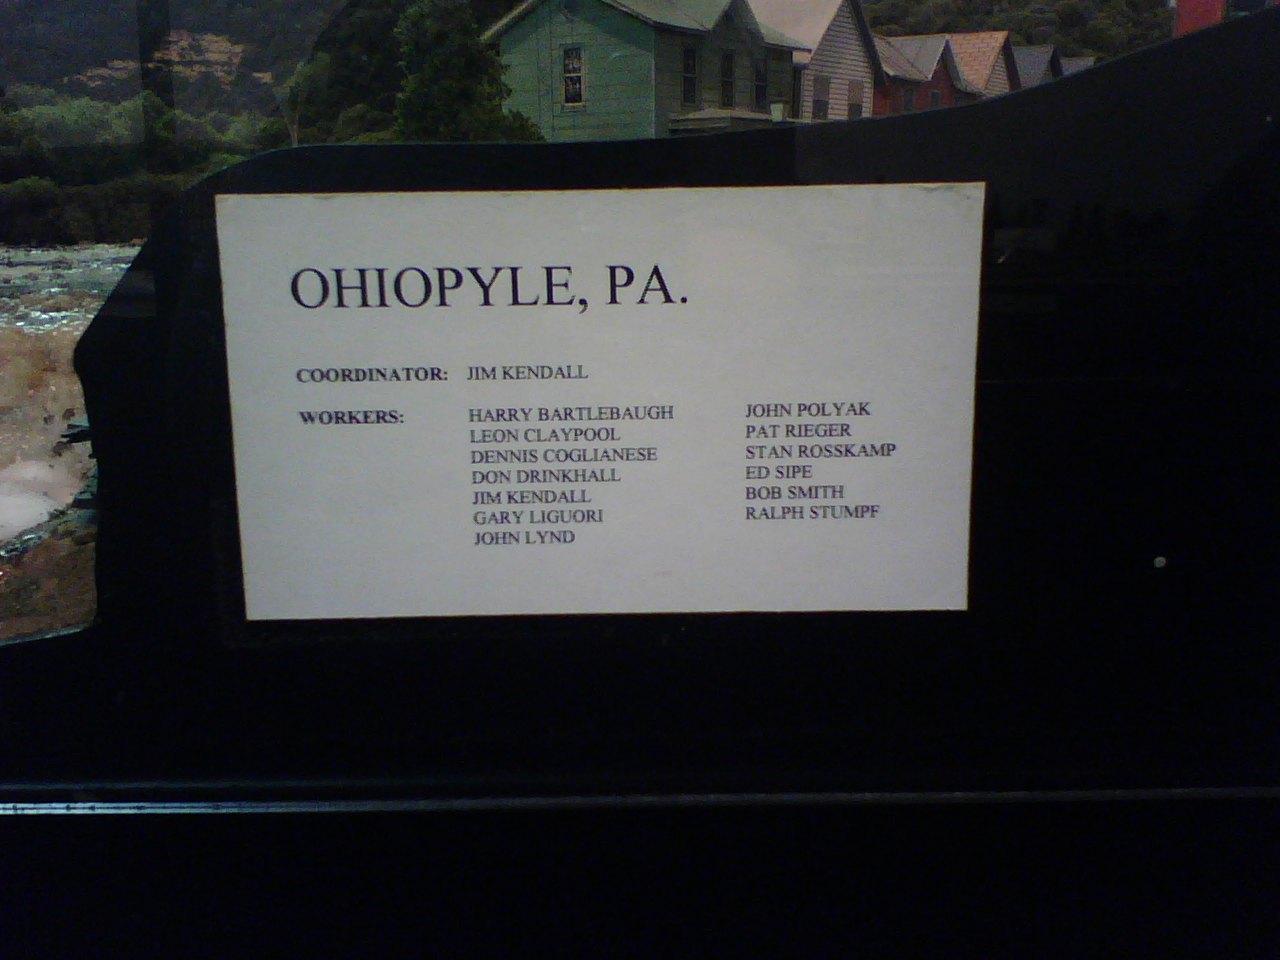 OHIOPYLE, PA.
COORDINATOR: JIM KENDALL
WORKERS: HARRY BARTLEBAUGH
LEON CLAYPOOL
DENNIS COGLIANESE
DON DRINKHALL
JIM KENDALL
GARY LIGUORI
JOHN LYND
JOHN POLYAK
PAT RIEGER
STAN ROSSKAMP
ED SIPE
BOB SMITH
RALPH STUMPF